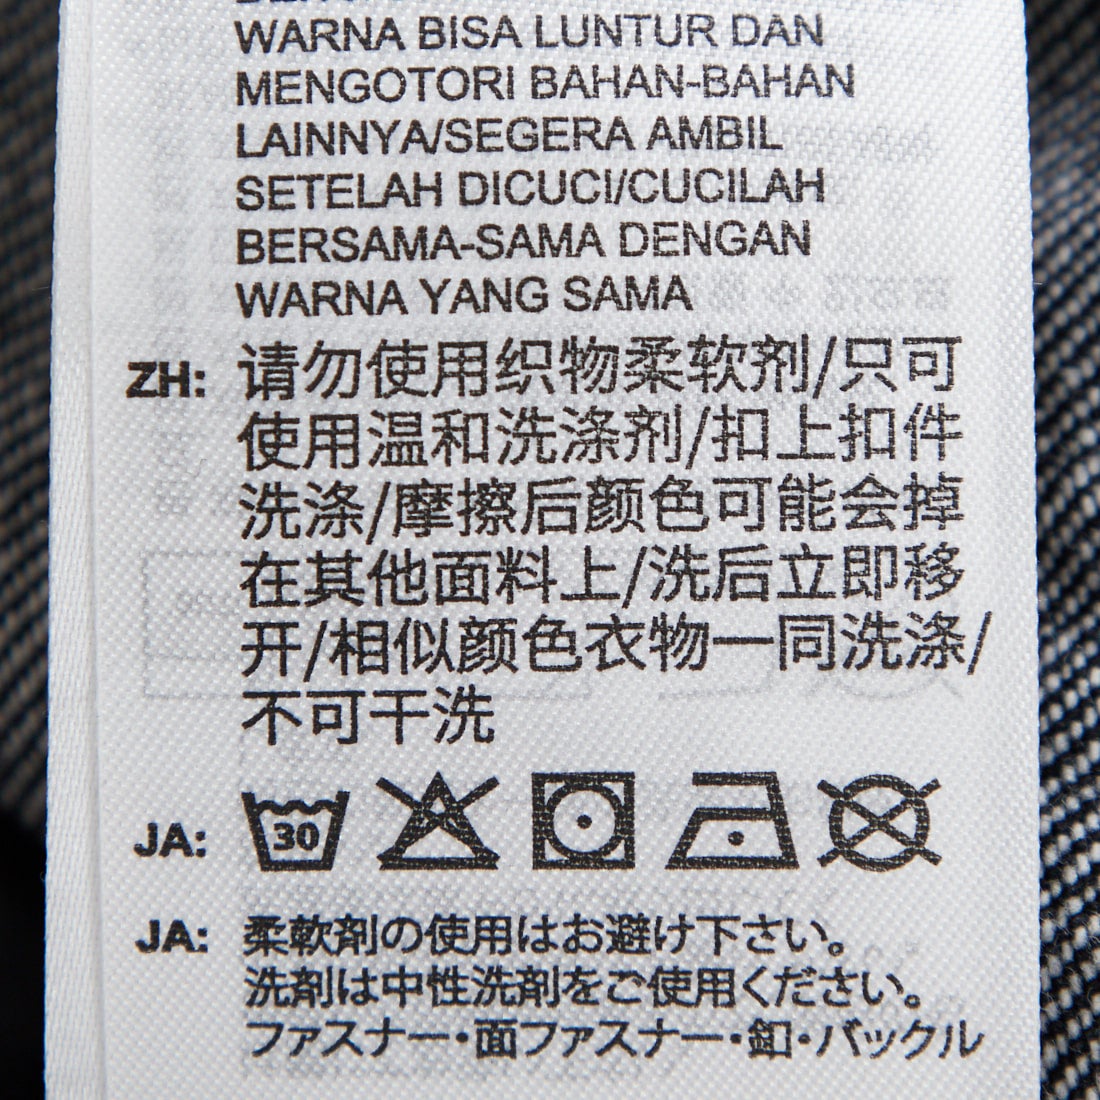 WARNA BISA LUNTUR DAN
MENGOTORI BAHAN-BAHAN
LAINNYA/SEGERA AMBIL
SETELAH DICUCI/CUCILAH
BERSAMA-SAMA DENGAN
WARNA YANG SAMA
ZH: 请勿使用织物柔软剂/只可
使用温和洗涤剂/扣上扣件
洗涤/摩擦后颜色可能会掉
在其他面料上/洗后立即移
开/相似颜色衣物一同洗涤/
不可干洗
JA: 30
JA: 柔軟剤の使用はお避け下さい。
洗剤は中性洗剤をご使用ください。
ファスナー・面ファスナー・釦・バックル